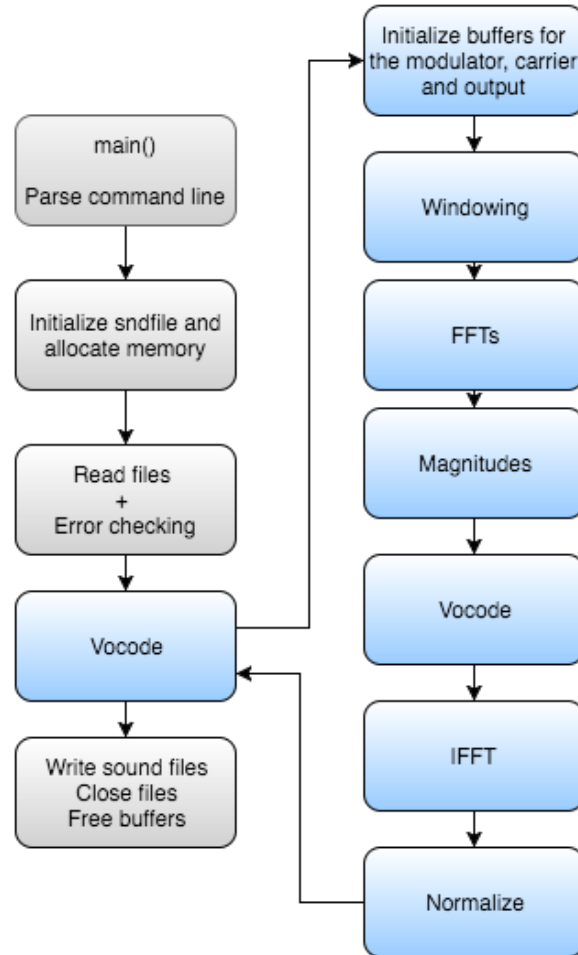 main()
Parse command line
Initialize sndfile and
allocate memory
Read files
+
Error checking
Vocode
Write sound files
Close files
Free buffers
Initialize buffers for
the modulator, carrier
and output
Windowing
FFTs
Magnitudes
Vocode
IFFT
Normalize